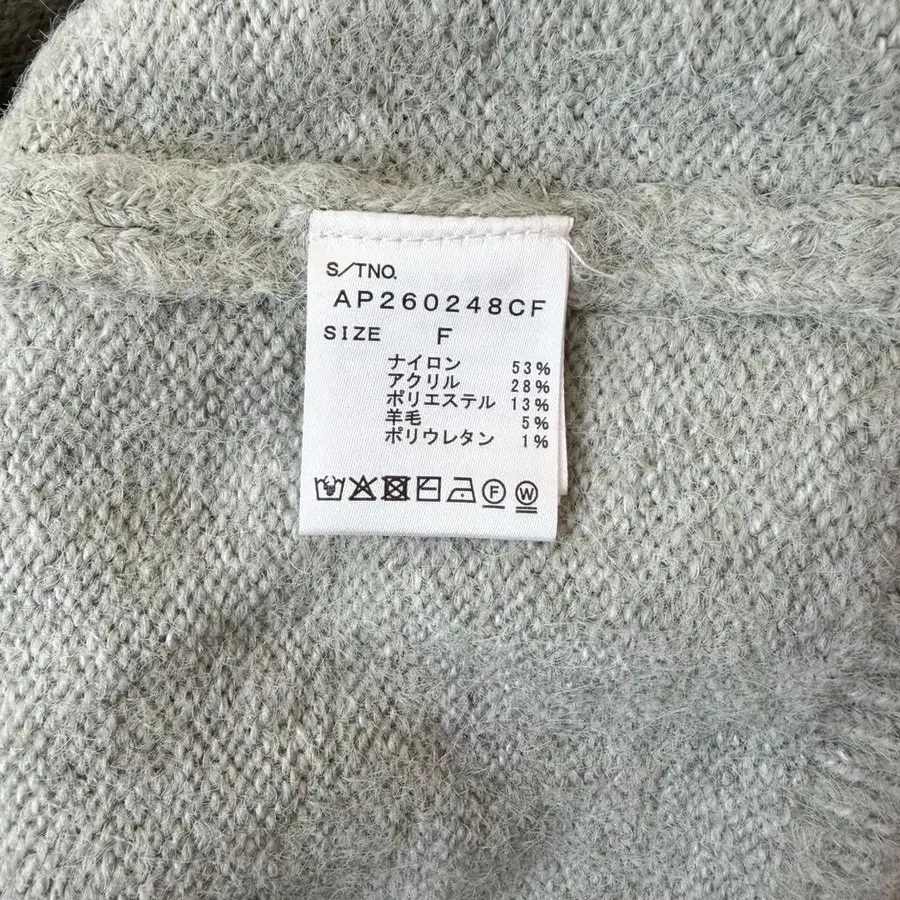 S/TNO.
AP260248CF
SIZE F
ナイロン 53%
アクリル 28%
ポリエステル 13%
羊毛 5%
ポリウレタン 1%
F W